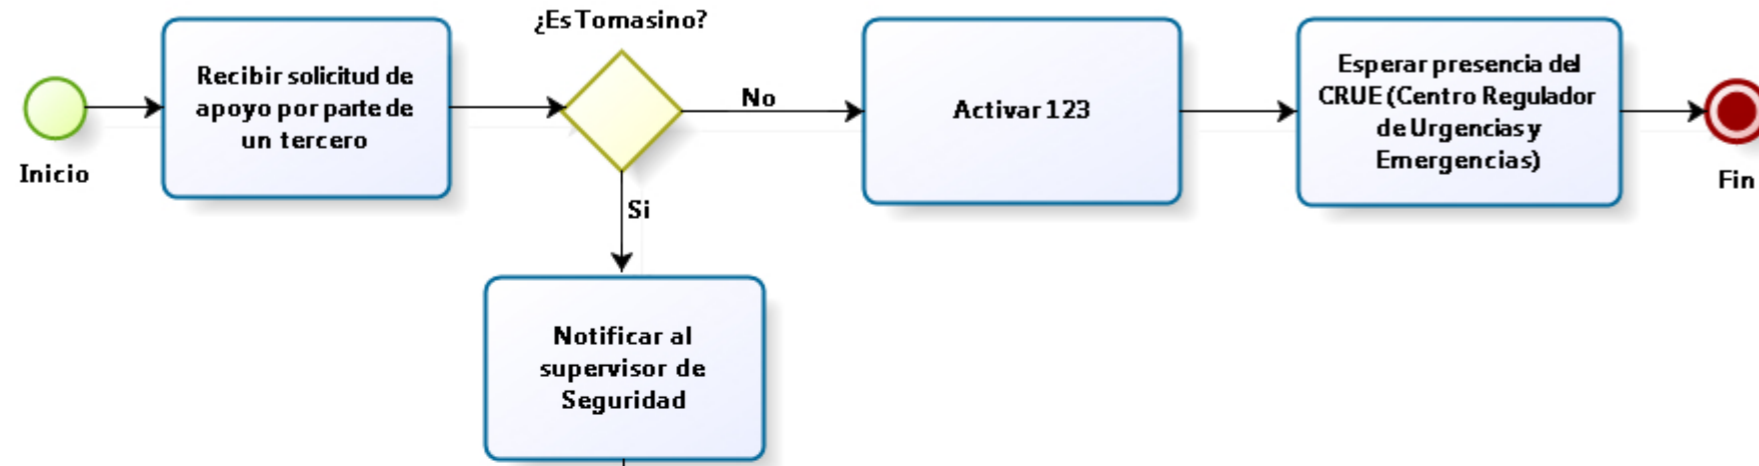 ¿Es Tomasino?
Recibir solicitud de
apoyo por parte de
un tercero
Inicio
No
Activar 123
Esperar presencia del
CRUE (Centro Regulador
de Urgencias y
Emergencias)
Fin
Si
Notificar al
supervisor de
Seguridad